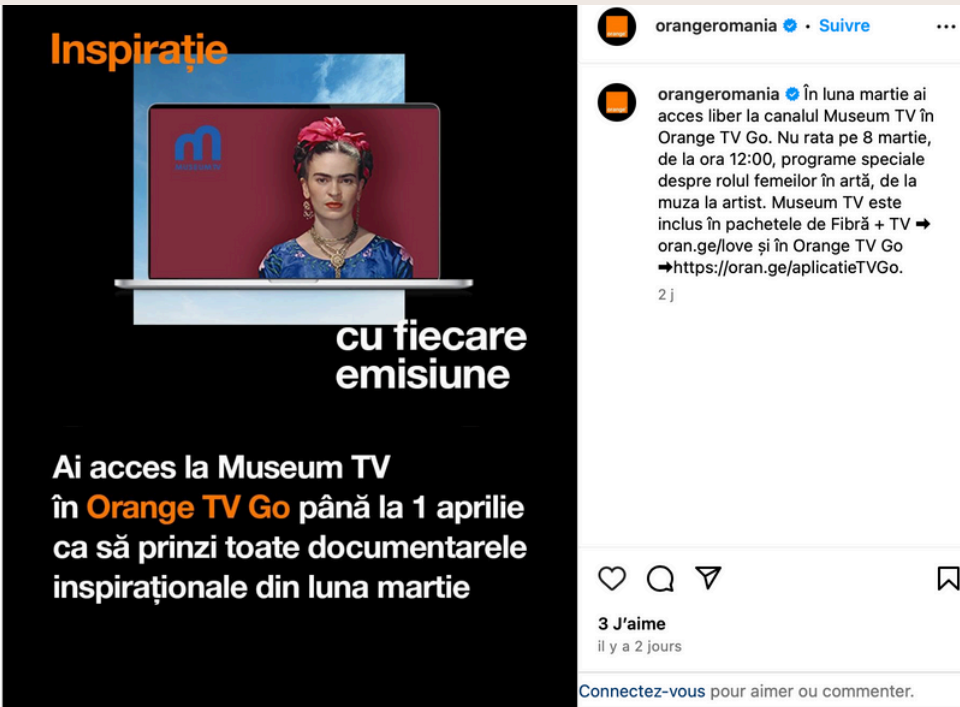 Inspirație
museum tv
cu fiecare
emisiune
Ai acces la Museum TV
în Orange TV Go până la 1 aprilie
ca să prinzi toate documentarele
inspiraționale din luna martie
orangeromania • Suivre
orangeromania În luna martie ai
acces liber la canalul Museum TV în
Orange TV Go. Nu rata pe 8 martie,
de la ora 12:00, programe speciale
despre rolul femeilor în artă, de la
muza la artist. Museum TV este
inclus în pachetele de Fibră + TV ➡
oran.ge/love și în Orange TV Go
➡https://oran.ge/aplicatieTVGo.
2 j
3 J’aime
il y a 2 jours
Connectez-vous pour aimer ou commenter.